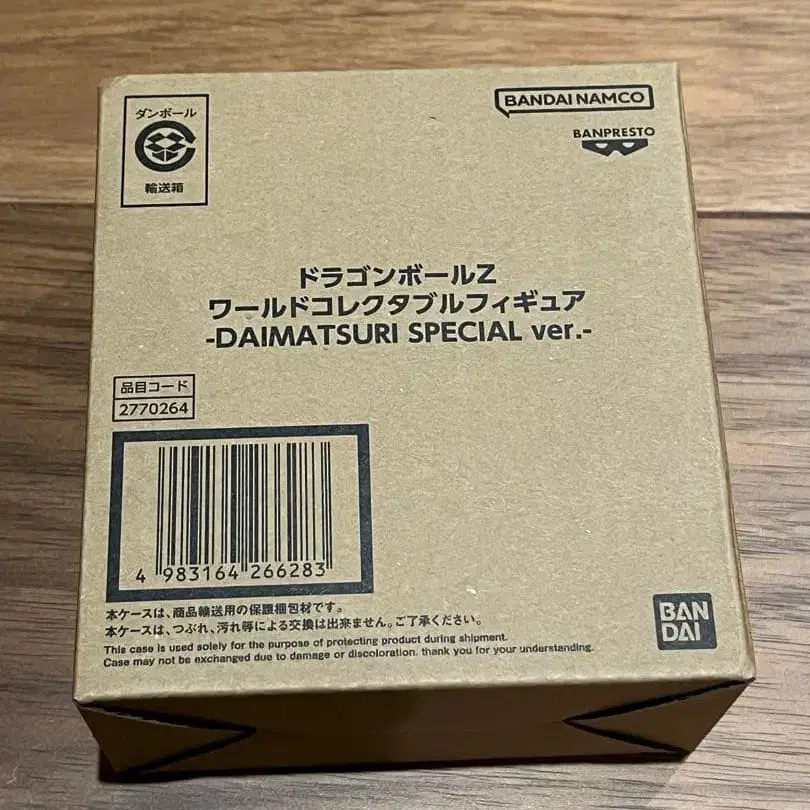 ダンボール
輸送箱
BANDAI NAMCO
BANPRESTO
ドラゴンボールZ
ワールドコレクタブルフィギュア
-DAIMATSURI SPECIAL ver.-
品目コード
2770264
4 983164 266283
本ケースは、商品輸送用の保護梱包材です。
本ケースは、つぶれ、汚れ等による交換は出来ません。ご了承ください。
This case is used solely for the purpose of protecting product during shipment.
Case may not be exchanged due to damage or discoloration. thank you for your understanding.
BAN
DAI